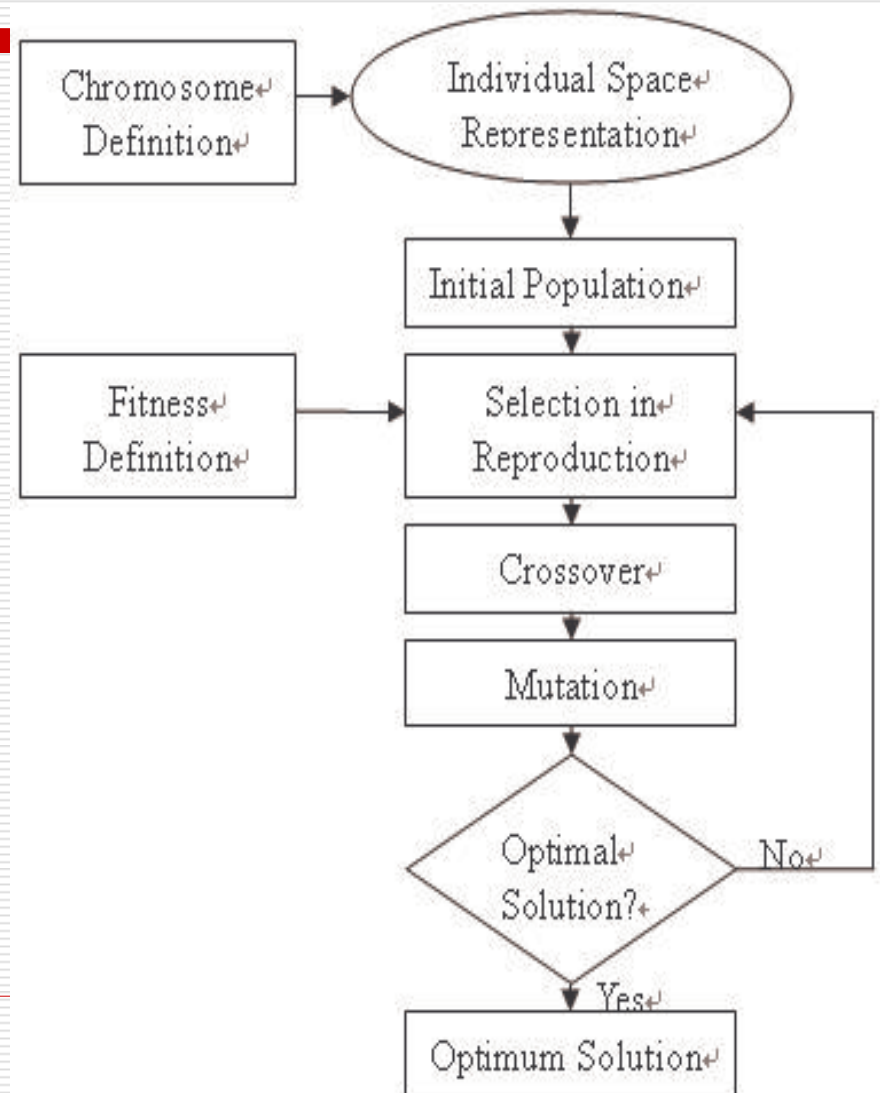 Chromosome
Definition
Individual Space
Representation
Initial Population
Fitness
Definition
Selection in
Reproduction
Crossover
Mutation
Optimal
Solution?
No
Yes
Optimum Solution